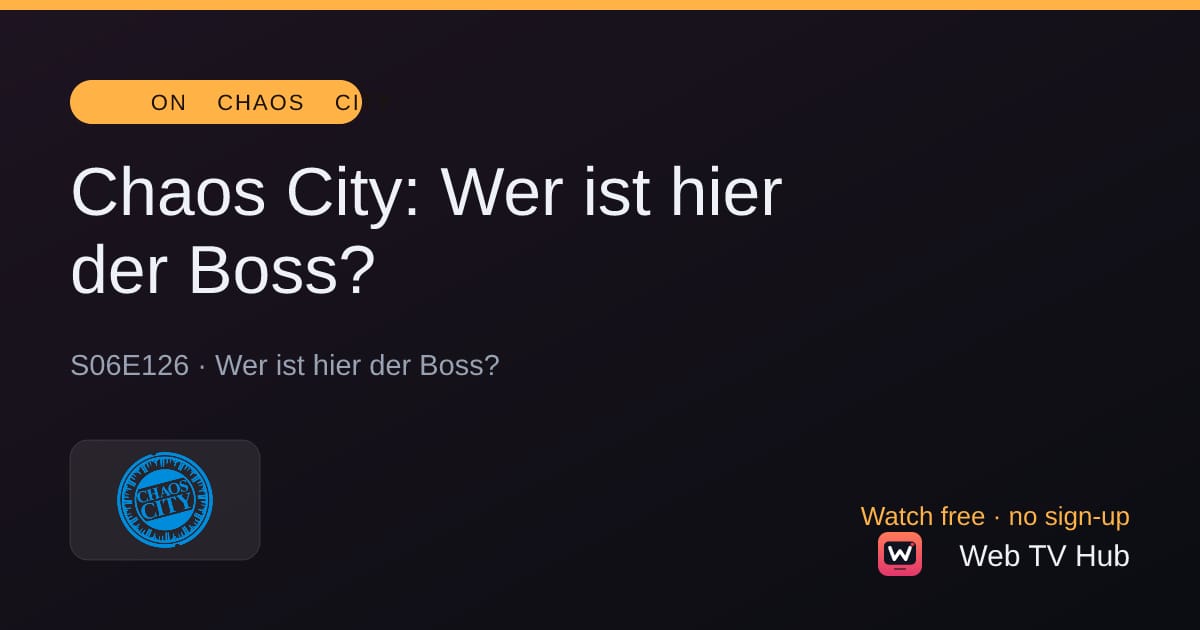 ON CHAOS CI
Chaos City: Wer ist hier
der Boss?
S06E126 · Wer ist hier der Boss?
CHAOS
CITY
Watch free · no sign-up
W
Web TV Hub